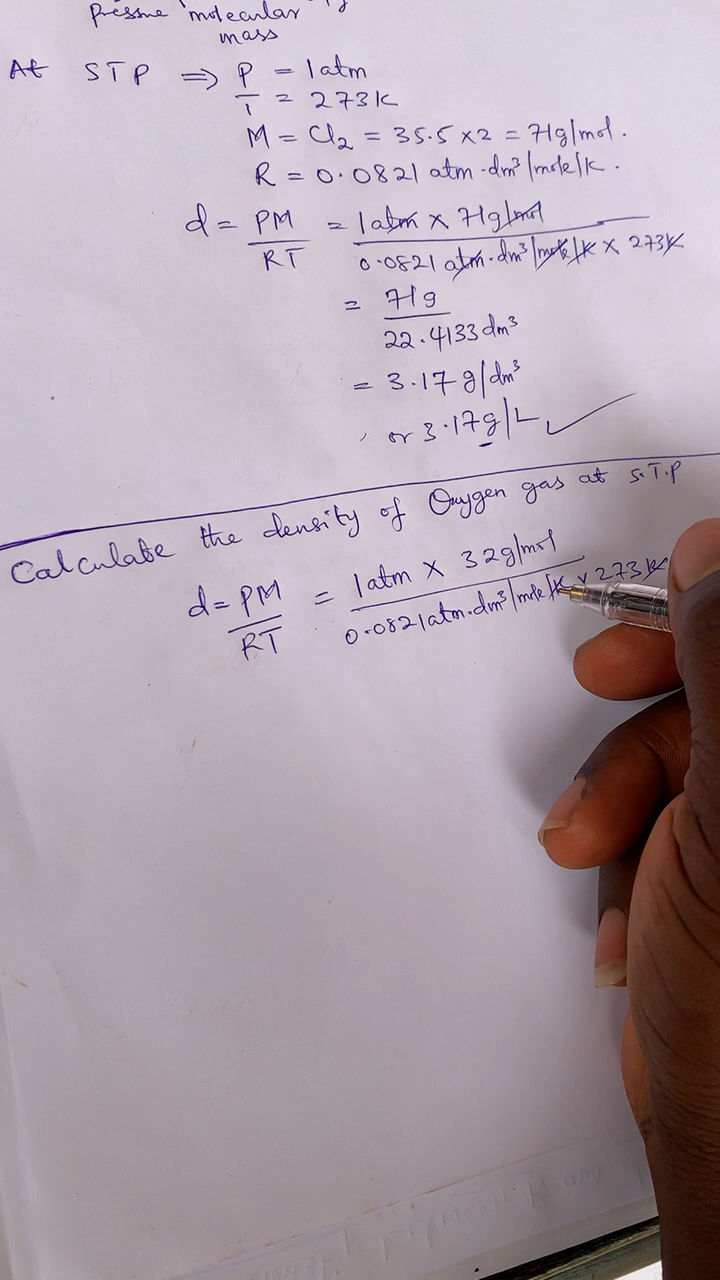 Pressure molecular
mass
At STP ⇒ P = 1atm
T = 273K
M = Cl₂ = 35.5 × 2 = 71g/mol.
R = 0.0821 atm·dm³/mole/K.
d = PM/RT = 1atm × 71g/mol / 0.0821 atm·dm³/mole/K × 273K
= 71g / 22.4133dm³
= 3.17 g/dm³
or 3.17g/L ✓
Calculate the density of Oxygen gas at S.T.P
d = PM/RT = 1atm × 32g/mol / 0.0821atm·dm³/mole/K × 273K